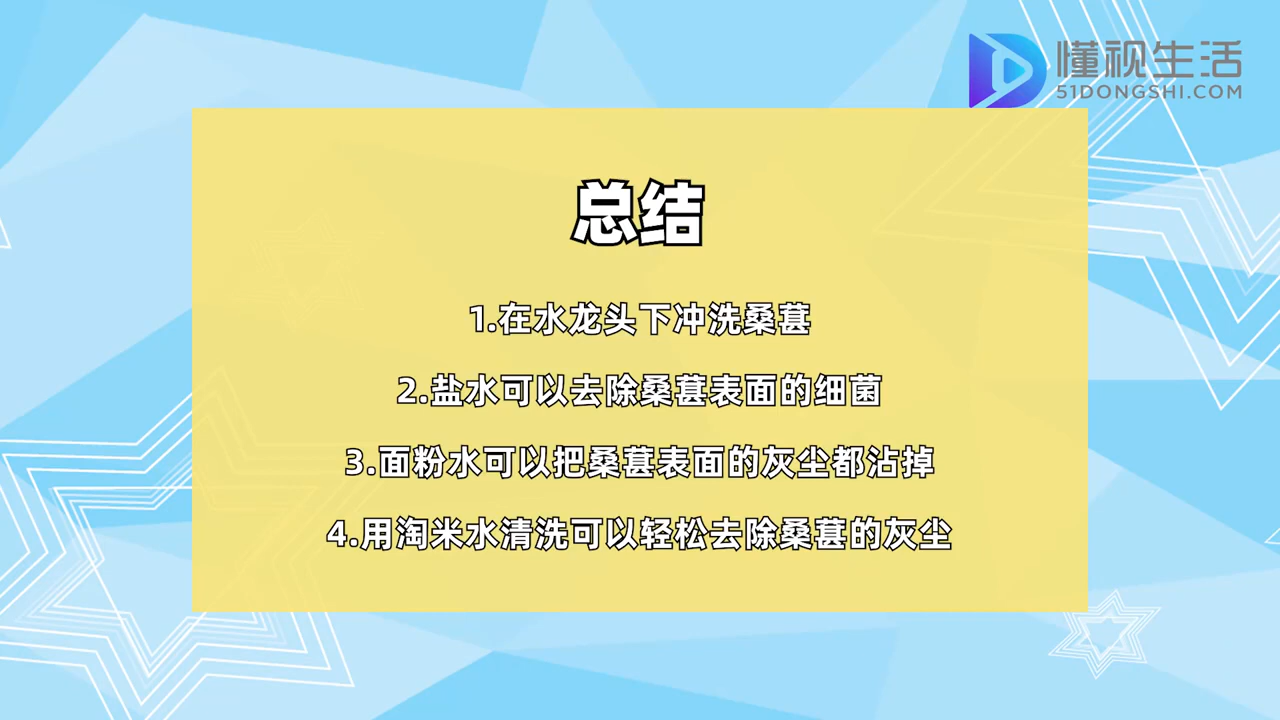 懂视生活
51DONGSHI.COM
总结
1.在水龙头下冲洗桑葚
2.盐水可以去除桑葚表面的细菌
3.面粉水可以把桑葚表面的灰尘都沾掉
4.用淘米水清洗可以轻松去除桑葚的灰尘